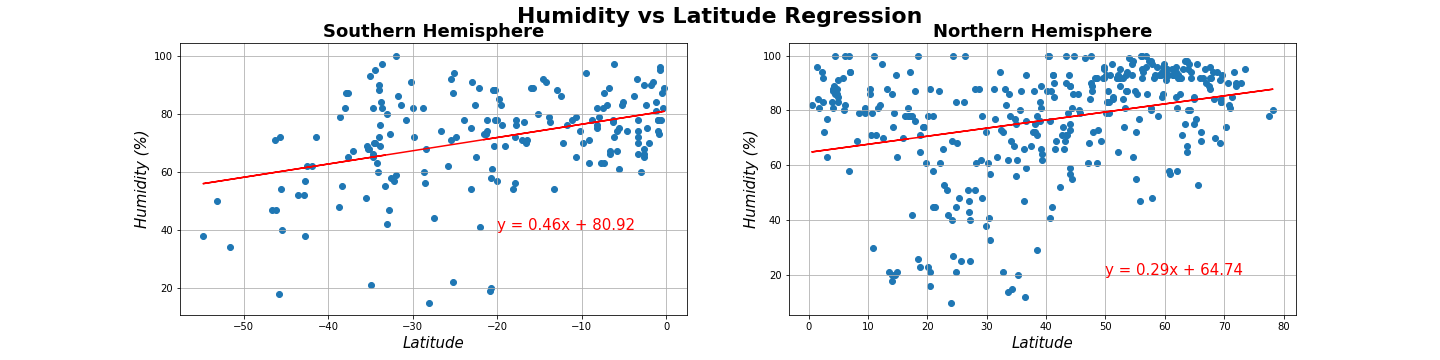 Humidity vs Latitude Regression
Southern Hemisphere
Northern Hemisphere
100
80
60
40
20
Humidity (%)
y = 0.46x + 80.92
−50
−40
−30
−20
−10
0
Latitude
100
80
60
40
20
Humidity (%)
y = 0.29x + 64.74
0
10
20
30
40
50
60
70
80
Latitude